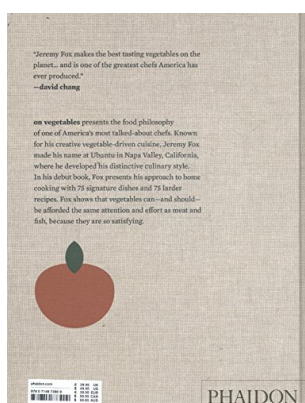 "Jeremy Fox makes the best tasting vegetables on the
planet... and is one of the greatest chefs America has
ever produced."
—david chang
on vegetables presents the food philosophy
of one of America's most talked-about chefs. Known
for his creative vegetable-driven cuisine, Jeremy Fox
made his name at Ubuntu in Napa Valley, California,
where he developed his distinctive culinary style.
In his debut book, Fox presents his approach to home
cooking with 75 signature dishes and 75 larder
recipes. Fox shows that vegetables can—and should—
be afforded the same attention and effort as meat and
fish, because they are so satisfying.
phaidon.com
PHAIDON